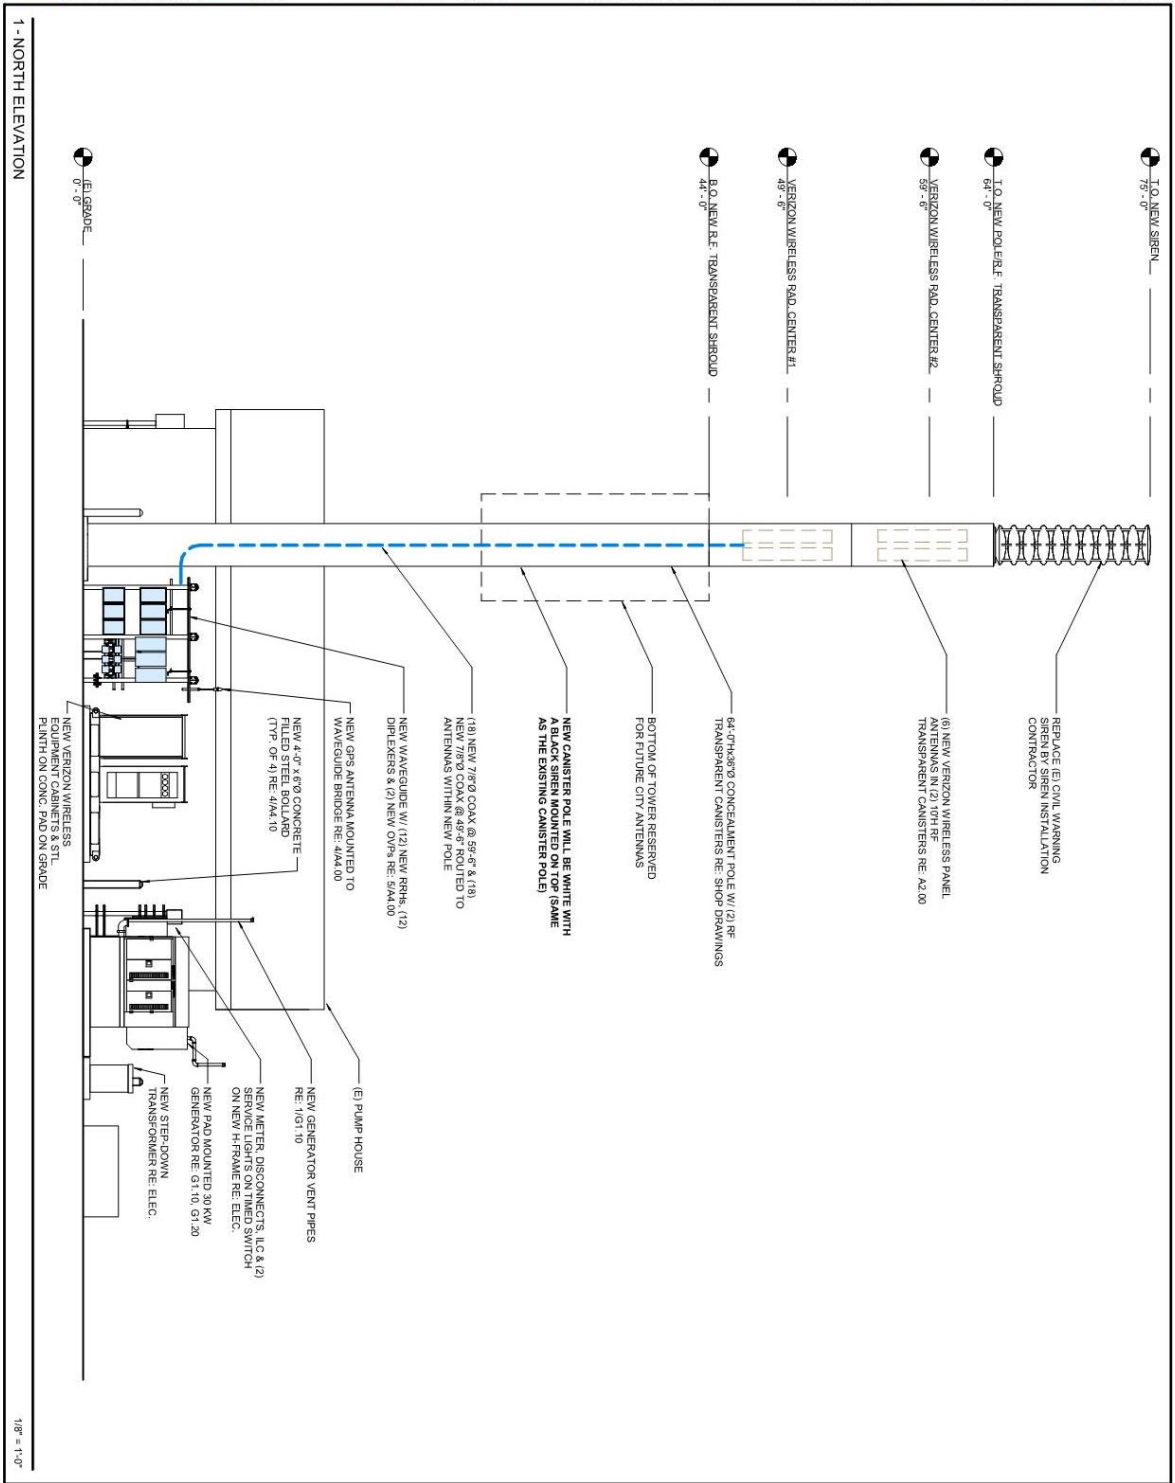 T.O. NEW SIREN
75' - 0"
T.O. NEW POLE/R.F. TRANSPARENT SHROUD
64' - 0"
VERIZON WIRELESS RAD. CENTER #2
59' - 6"
VERIZON WIRELESS RAD. CENTER #1
49' - 6"
B.O. NEW R.F. TRANSPARENT SHROUD
44' - 0"
(E) GRADE
0' - 0"
REPLACE (E) CIVIL WARNING
SIREN BY SIREN INSTALLATION
CONTRACTOR
(6) NEW VERIZON WIRELESS PANEL
ANTENNAS IN (2) 10'H RF
TRANSPARENT CANISTERS RE: A2.00
64'-0"Hx36"Ø CONCEALMENT POLE W/ (2) RF
TRANSPARENT CANISTERS RE: SHOP DRAWINGS
BOTTOM OF TOWER RESERVED
FOR FUTURE CITY ANTENNAS
NEW CANISTER POLE WILL BE WHITE WITH
A BLACK SIREN MOUNTED ON TOP (SAME
AS THE EXISTING CANISTER POLE)
(18) NEW 7/8"Ø COAX @ 59'-6" & (18)
NEW 7/8"Ø COAX @ 49'-6" ROUTED TO
ANTENNAS WITHIN NEW POLE
NEW WAVEGUIDE W/ (12) NEW RRHs, (12)
DIPLEXERS & (2) NEW OVPs RE: 5/A4.00
NEW GPS ANTENNA MOUNTED TO
WAVEGUIDE BRIDGE RE: 4/A4.00
NEW 4'-0" x 6"Ø CONCRETE
FILLED STEEL BOLLARD
(TYP. OF 4) RE: 4/A4.10
NEW VERIZON WIRELESS
EQUIPMENT CABINETS & STL.
PLINTH ON CONC. PAD ON GRADE
(E) PUMP HOUSE
NEW GENERATOR VENT PIPES
RE: 1/G1.10
NEW METER, DISCONNECTS, ILC & (2)
SERVICE LIGHTS ON TIMED SWITCH
ON NEW H-FRAME RE: ELEC.
NEW PAD MOUNTED 30 KW
GENERATOR RE: G1.10, G1.20
NEW STEP-DOWN
TRANSFORMER RE: ELEC.
1 - NORTH ELEVATION
1/8" = 1'-0"